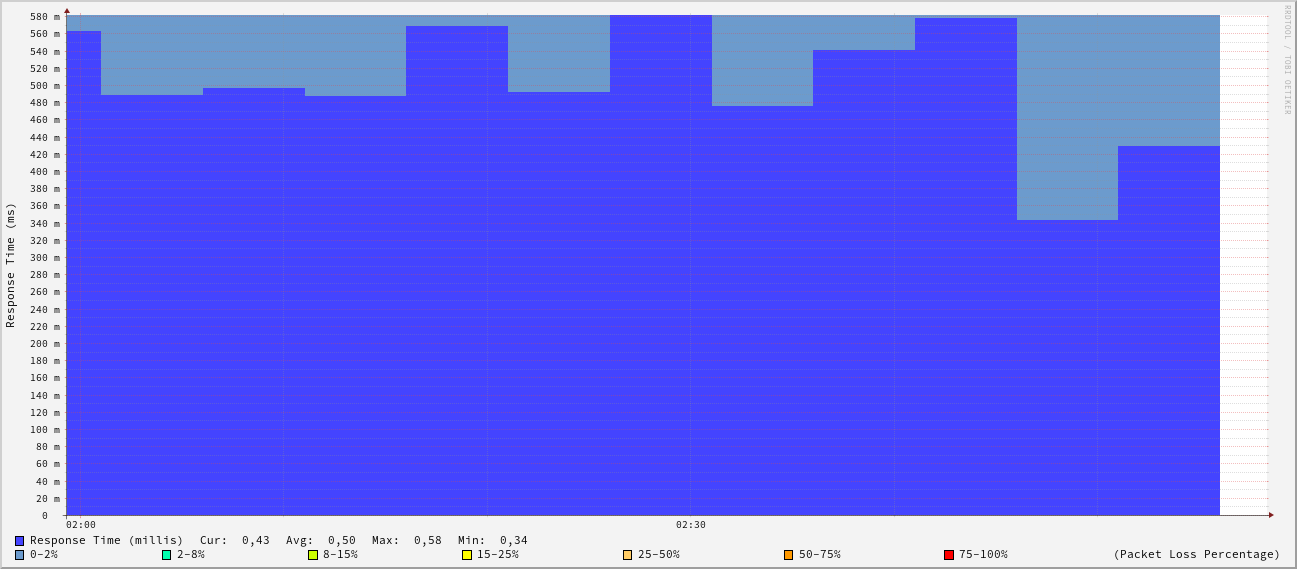 580 m
560 m
540 m
520 m
500 m
480 m
460 m
440 m
420 m
400 m
380 m
360 m
340 m
320 m
300 m
280 m
260 m
240 m
220 m
200 m
180 m
160 m
140 m
120 m
100 m
80 m
60 m
40 m
20 m
0
Response Time (ms)
RRDTOOL / TOBI OETIKER
02:00 02:30
Response Time (millis) Cur: 0,43 Avg: 0,50 Max: 0,58 Min: 0,34
0-2% 2-8% 8-15% 15-25% 25-50% 50-75% 75-100% (Packet Loss Percentage)